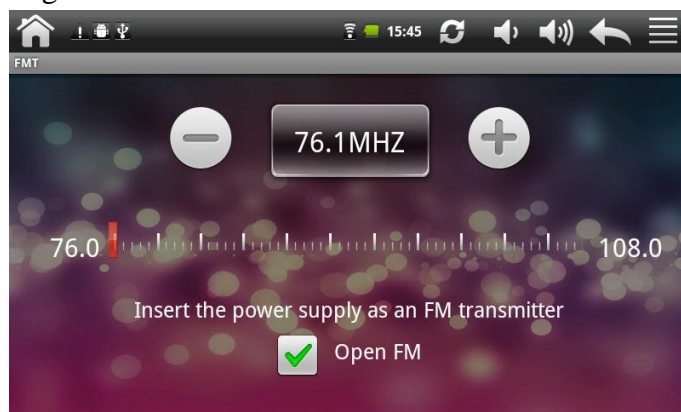 15:45
FMT
76.1MHZ
76.0 108.0
Insert the power supply as an FM transmitter
Open FM